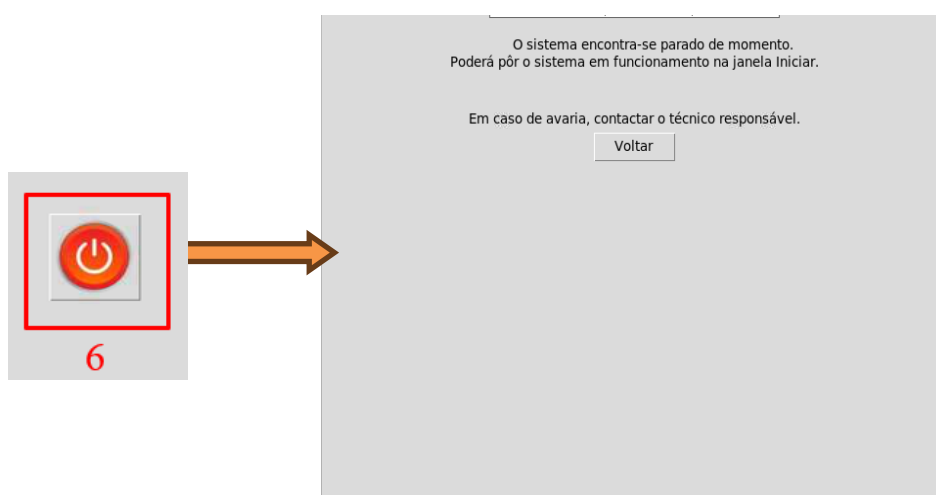 O sistema encontra-se parado de momento.
Poderá pôr o sistema em funcionamento na janela Iniciar.
Em caso de avaria, contactar o técnico responsável.
Voltar
6